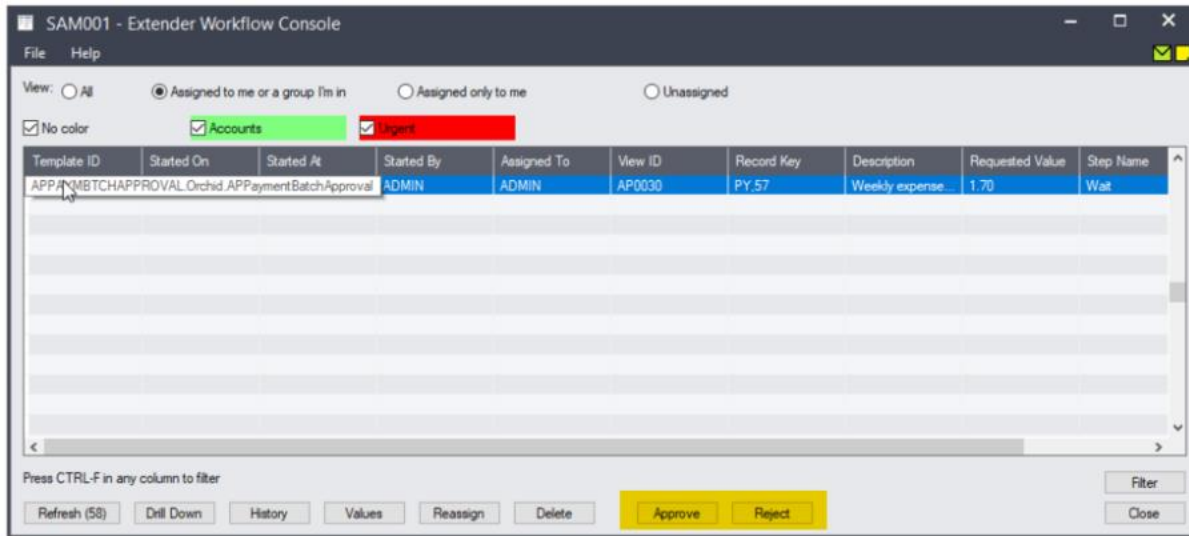 SAM001 - Extender Workflow Console
File Help
View: All Assigned to me or a group I'm in Assigned only to me Unassigned
No color Accounts Urgent
Template ID Started On Started At Started By Assigned To View ID Record Key Description Requested Value Step Name
APPAYMBTCHAPPROVAL.Orchid.APPaymentBatchApproval ADMIN ADMIN AP0030 PY,57 Weekly expense... 1.70 Wait
Press CTRL-F in any column to filter
Filter
Refresh (58) Drill Down History Values Reassign Delete Approve Reject Close